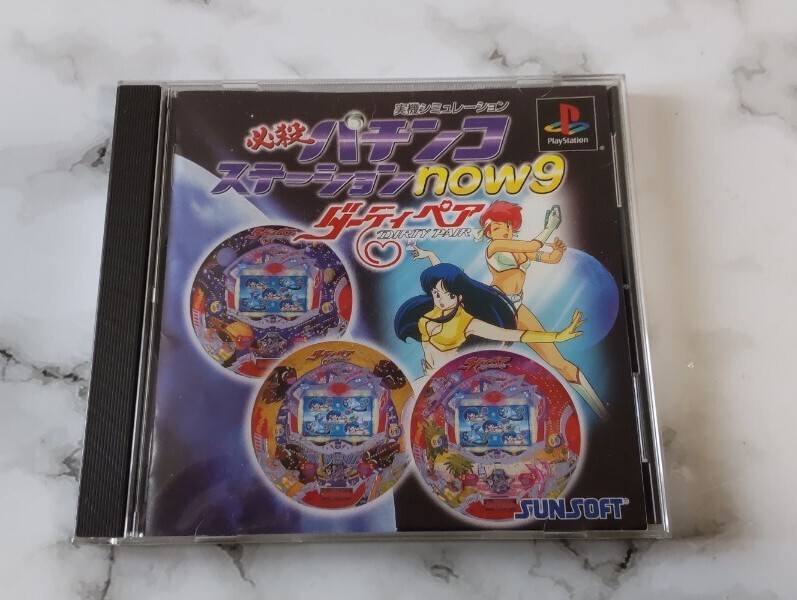 実機シミュレーション
必殺パチンコ
ステーションnow9
ダーティペア
DIRTY PAIR
PlayStation
SUNSOFT